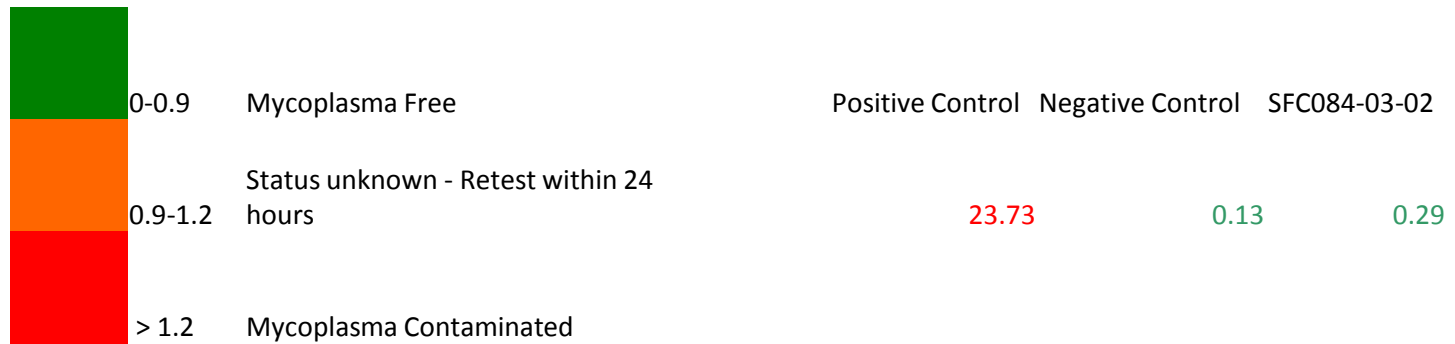 0-0.9 Mycoplasma Free Positive Control Negative Control SFC084-03-02
Status unknown - Retest within 24
0.9-1.2 hours 23.73 0.13 0.29
> 1.2 Mycoplasma Contaminated